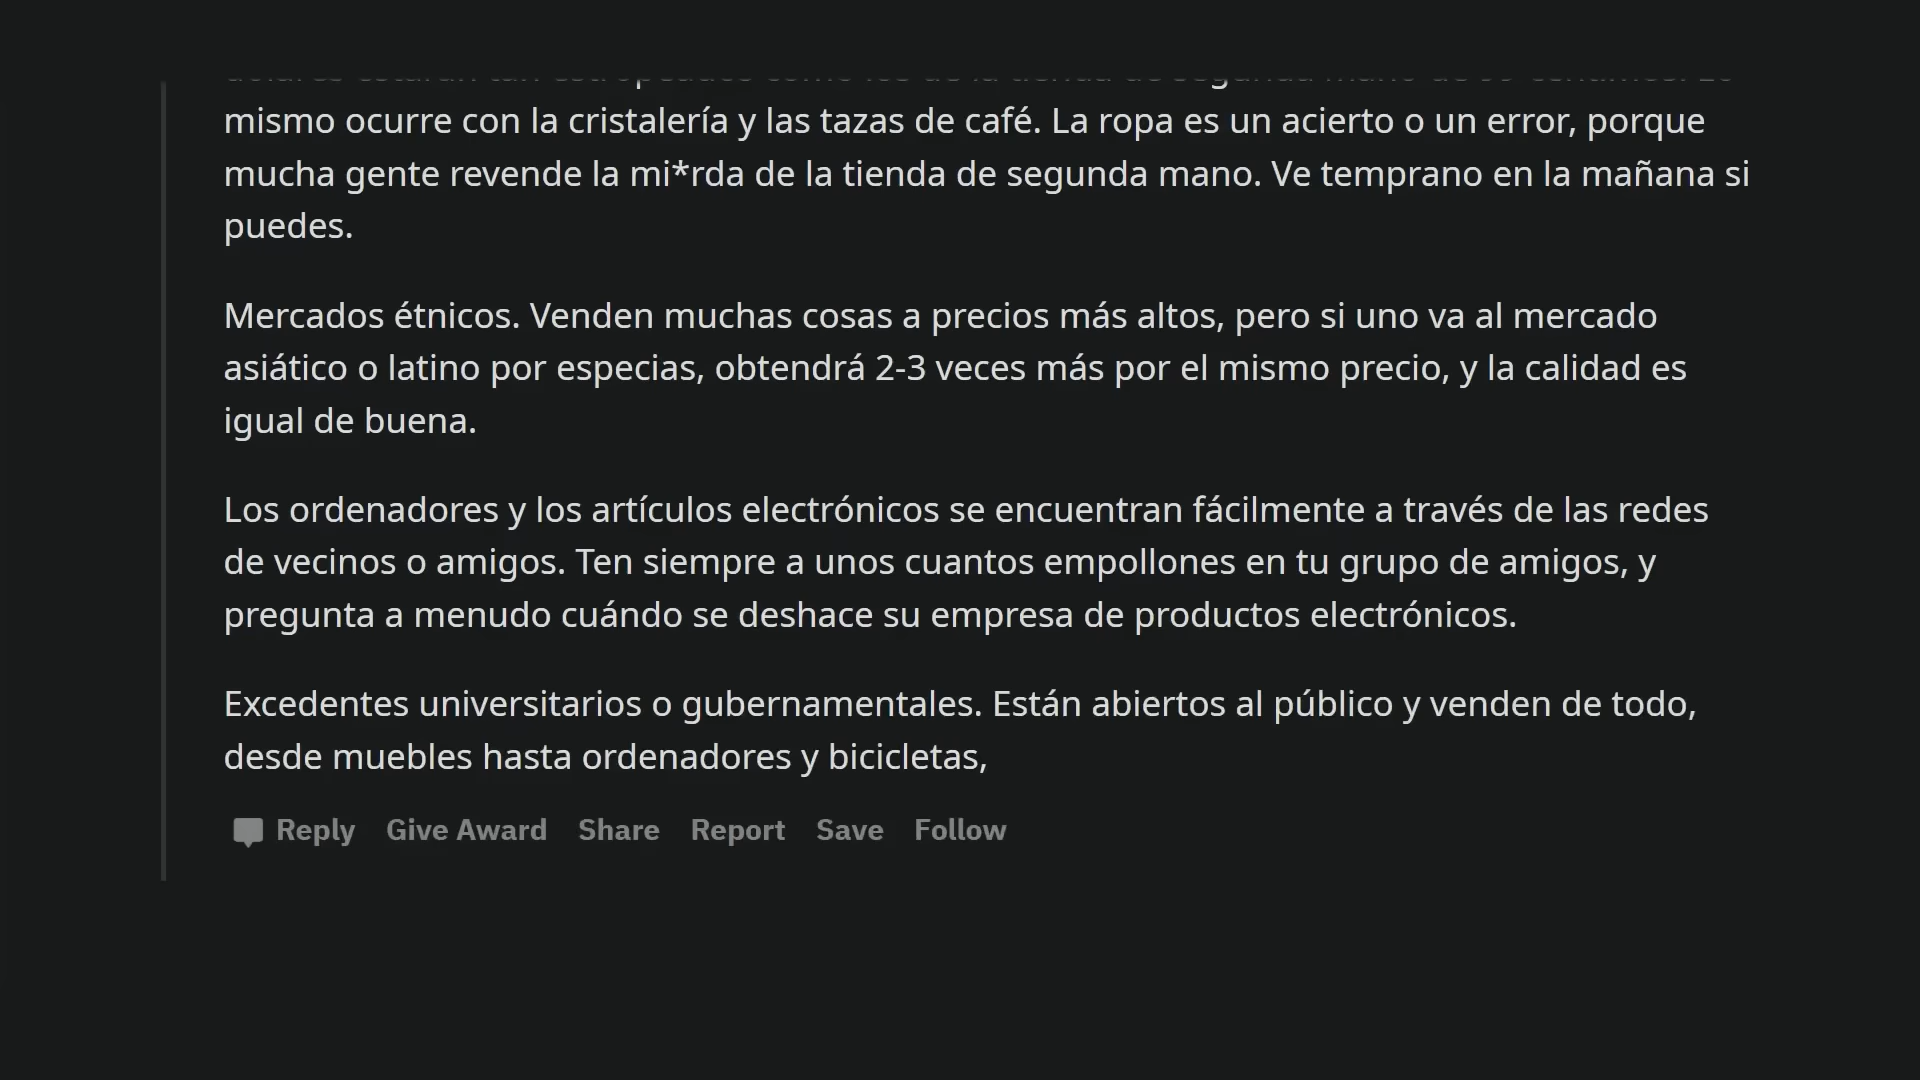 mismo ocurre con la cristalería y las tazas de café. La ropa es un acierto o un error, porque
mucha gente revende la mi*rda de la tienda de segunda mano. Ve temprano en la mañana si
puedes.
Mercados étnicos. Venden muchas cosas a precios más altos, pero si uno va al mercado
asiático o latino por especias, obtendrá 2-3 veces más por el mismo precio, y la calidad es
igual de buena.
Los ordenadores y los artículos electrónicos se encuentran fácilmente a través de las redes
de vecinos o amigos. Ten siempre a unos cuantos empollones en tu grupo de amigos, y
pregunta a menudo cuándo se deshace su empresa de productos electrónicos.
Excedentes universitarios o gubernamentales. Están abiertos al público y venden de todo,
desde muebles hasta ordenadores y bicicletas,
Reply Give Award Share Report Save Follow